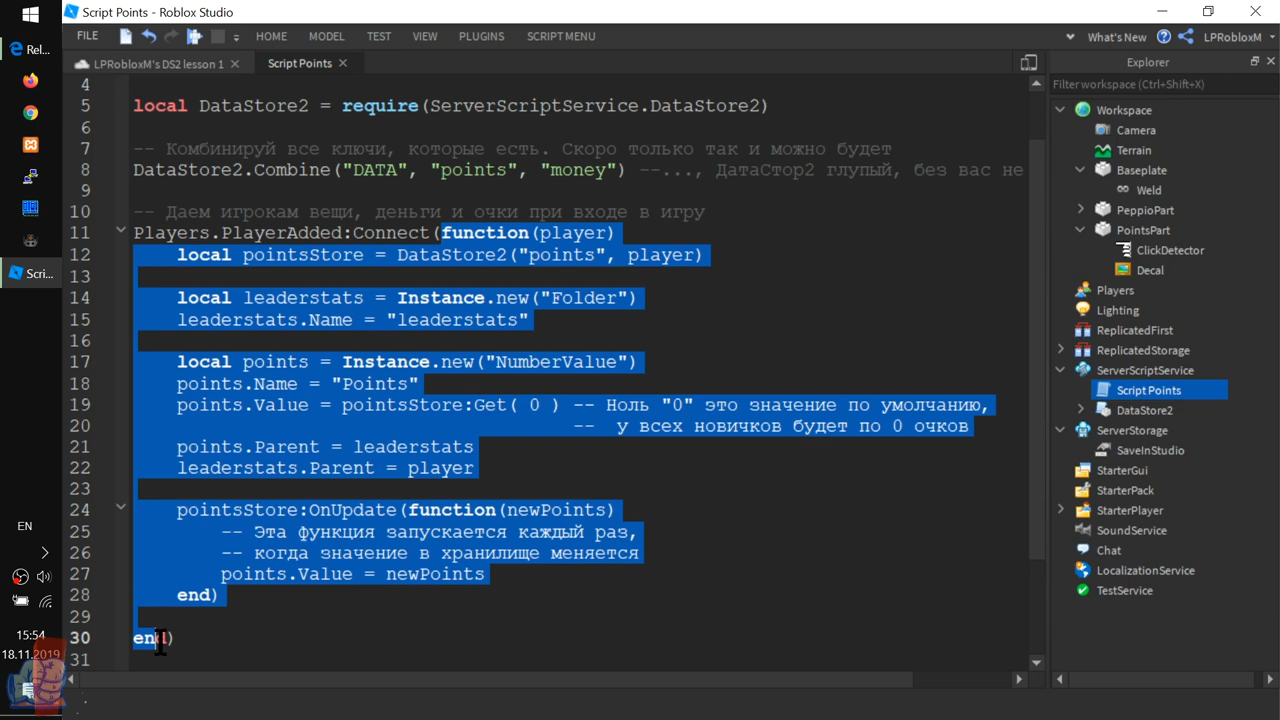 Script Points - Roblox Studio
FILE HOME MODEL TEST VIEW PLUGINS SCRIPT MENU What's New LPRobloxM
Rel...
LPRobloxM's DS2 lesson 1 Script Points
Explorer
Filter workspace (Ctrl+Shift+X)
4
5 local DataStore2 = require(ServerScriptService.DataStore2)
6
7 -- Комбинируй все ключи, которые есть. Скоро только так и можно будет
8 DataStore2.Combine("DATA", "points", "money") --..., ДатаСтор2 глупый, без вас не
9
10 -- Даем игрокам вещи, деньги и очки при входе в игру
11 Players.PlayerAdded:Connect(function(player)
12 local pointsStore = DataStore2("points", player)
13
14 local leaderstats = Instance.new("Folder")
15 leaderstats.Name = "leaderstats"
16
17 local points = Instance.new("NumberValue")
18 points.Name = "Points"
19 points.Value = pointsStore:Get( 0 ) -- Ноль "0" это значение по умолчанию,
20 -- у всех новичков будет по 0 очков
21 points.Parent = leaderstats
22 leaderstats.Parent = player
23
24 pointsStore:OnUpdate(function(newPoints)
25 -- Эта функция запускается каждый раз,
26 -- когда значение в хранилище меняется
27 points.Value = newPoints
28 end)
29
30 end)
31
Workspace
Camera
Terrain
Baseplate
Weld
PeppioPart
PointsPart
ClickDetector
Decal
Players
Lighting
ReplicatedFirst
ReplicatedStorage
ServerScriptService
Script Points
DataStore2
ServerStorage
SaveInStudio
StarterGui
StarterPack
StarterPlayer
SoundService
Chat
LocalizationService
TestService
Scri...
EN
15:54
18.11.2019